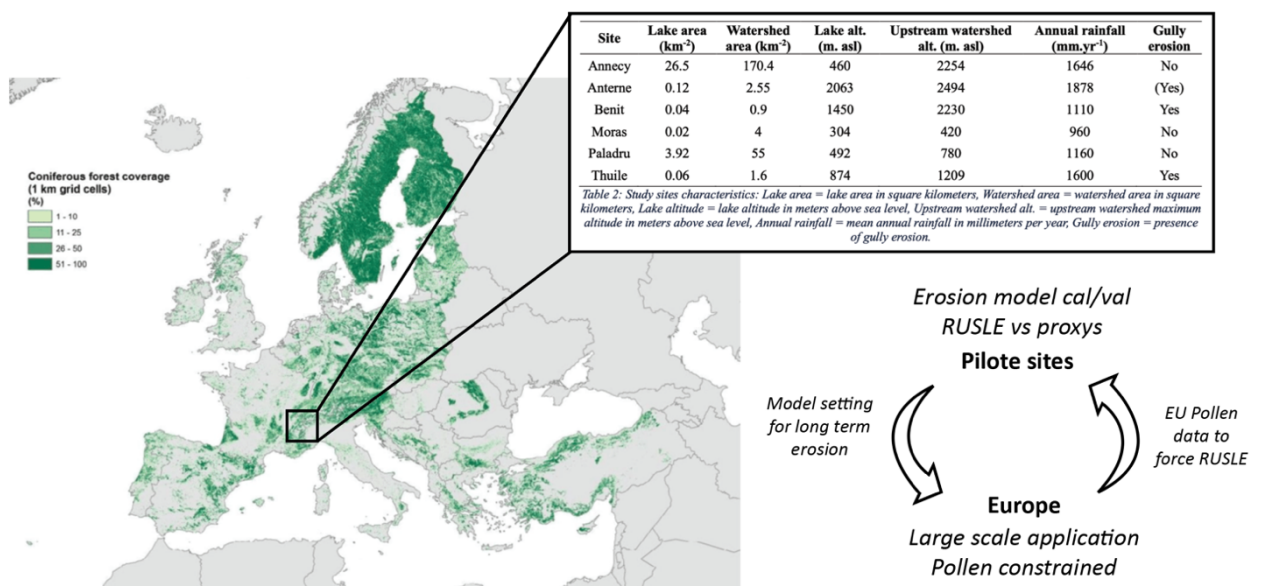 Site Lake area (km-2) Watershed area (km-2) Lake alt. (m. asl) Upstream watershed alt. (m. asl) Annual rainfall (mm.yr-1) Gully erosion
Annecy 26.5 170.4 460 2254 1646 No
Anterne 0.12 2.55 2063 2494 1878 (Yes)
Benit 0.04 0.9 1450 2230 1110 Yes
Moras 0.02 4 304 420 960 No
Paladru 3.92 55 492 780 1160 No
Thuile 0.06 1.6 874 1209 1600 Yes
Table 2: Study sites characteristics: Lake area = lake area in square kilometers, Watershed area = watershed area in square
kilometers, Lake altitude = lake altitude in meters above sea level, Upstream watershed alt. = upstream watershed maximum
altitude in meters above sea level, Annual rainfall = mean annual rainfall in millimeters per year, Gully erosion = presence
of gully erosion.
Coniferous forest coverage
(1 km grid cells)
(%)
1 - 10
11 - 25
26 - 50
51 - 100
Erosion model cal/val
RUSLE vs proxys
Pilote sites
Model setting
for long term
erosion
EU Pollen
data to
force RUSLE
Europe
Large scale application
Pollen constrained